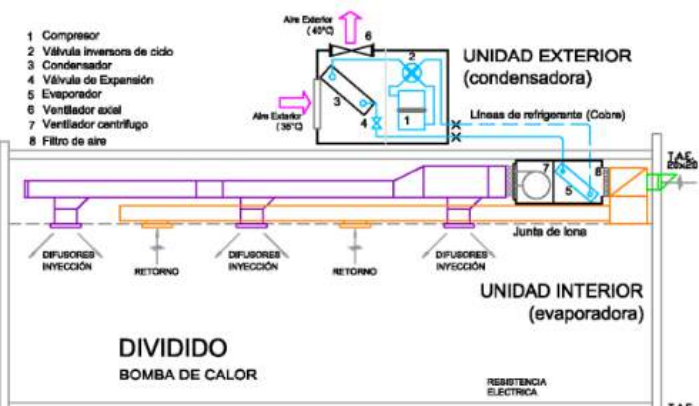 1 Compresor
2 Válvula inversora de ciclo
3 Condensador
4 Válvula de Expansión
5 Evaporador
6 Ventilador axial
7 Ventilador centrífugo
8 Filtro de aire
Aire Exterior
(40°C)
6
2
3
4
1
Aire Exterior
(35°C)
UNIDAD EXTERIOR
(condensadora)
Líneas de refrigerante (Cobre)
7
5
8
T.A.E.
20x20
Junta de lona
DIFUSORES
INYECCIÓN
RETORNO
DIFUSORES
INYECCIÓN
RETORNO
DIFUSORES
INYECCIÓN
UNIDAD INTERIOR
(evaporadora)
DIVIDIDO
BOMBA DE CALOR
RESISTENCIA
ELECTRICA
T.A.E.